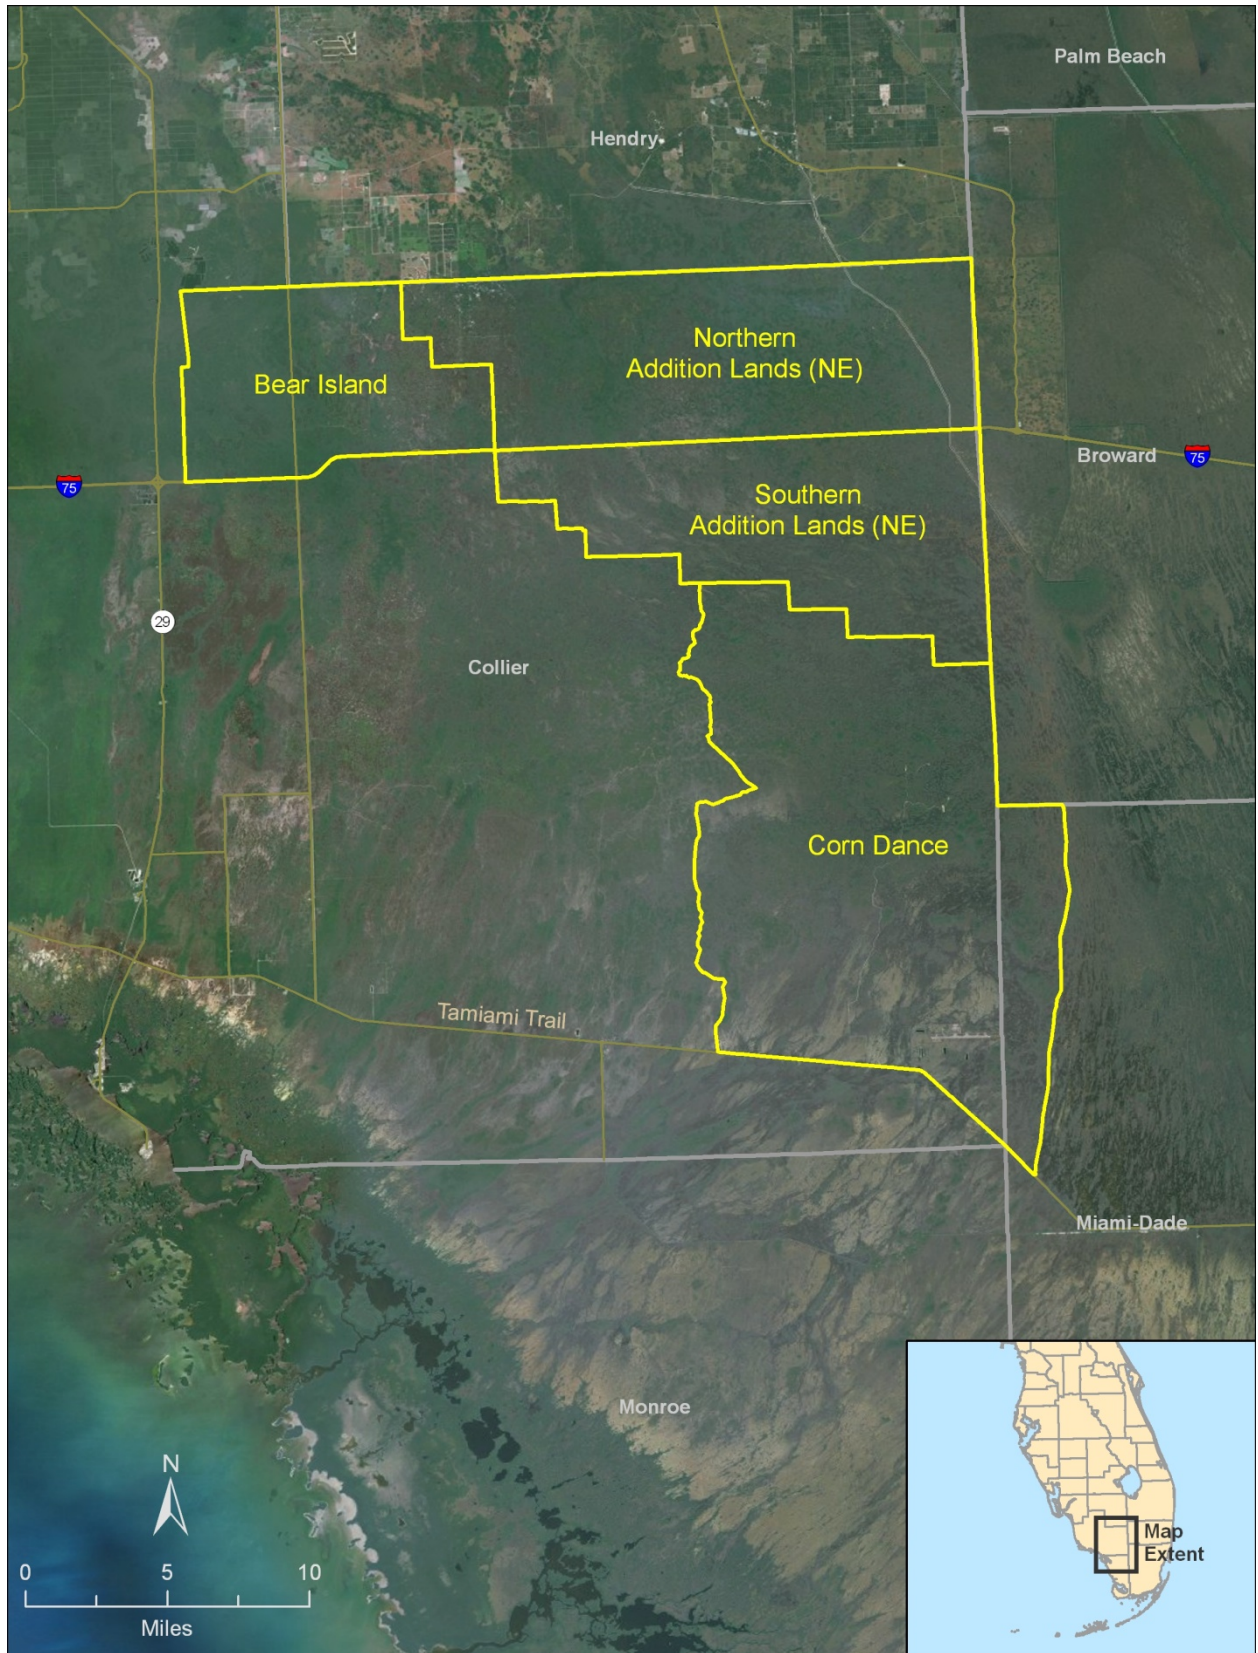 Palm Beach
Hendry
Northern
Addition Lands (NE)
Bear Island
Broward
75
75
Southern
Addition Lands (NE)
29
Collier
Corn Dance
Tamiami Trail
Miami-Dade
Monroe
N
0 5 10
Miles
Map
Extent